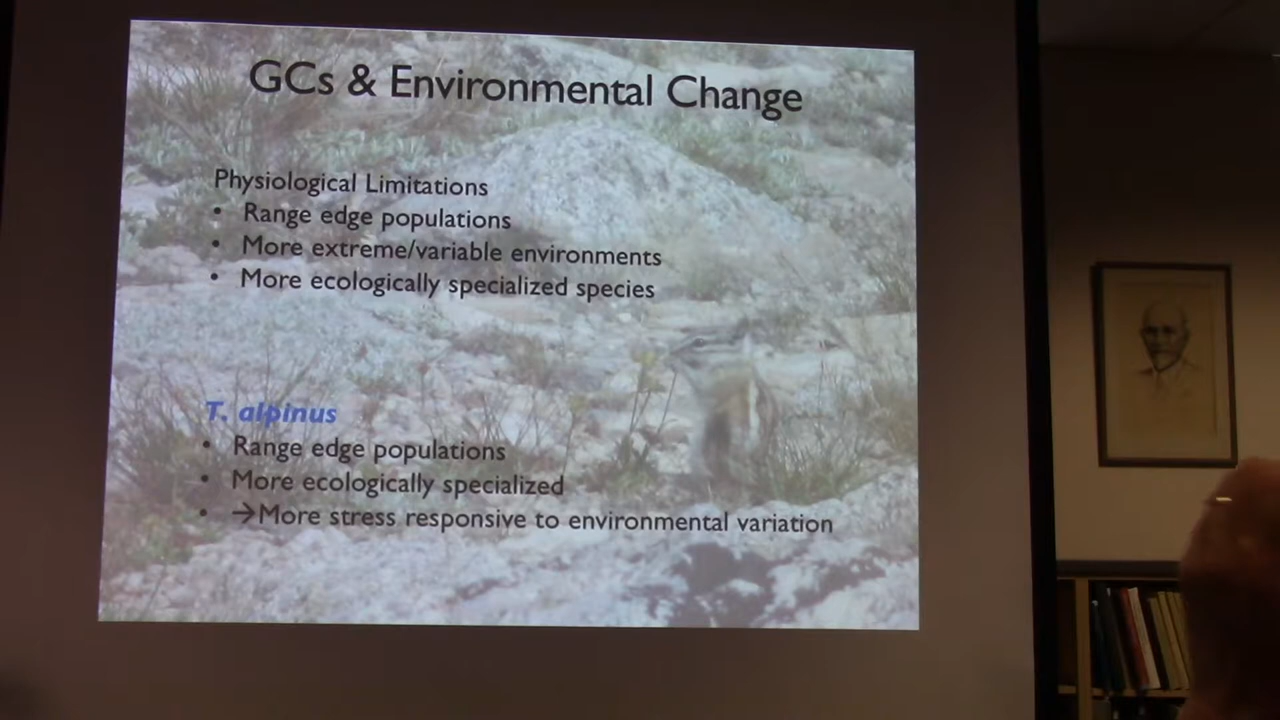 GCs & Environmental Change
Physiological Limitations
• Range edge populations
• More extreme/variable environments
• More ecologically specialized species
T. alpinus
• Range edge populations
• More ecologically specialized
• →More stress responsive to environmental variation